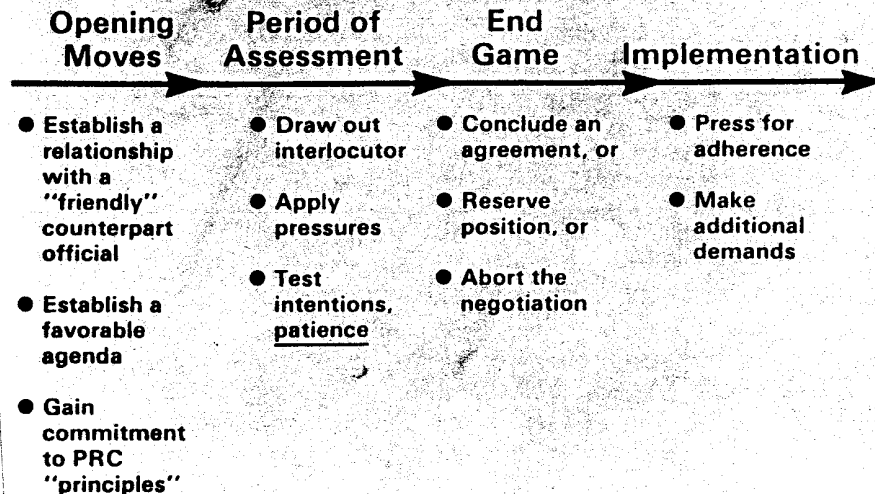 Opening
Moves
Period of
Assessment
End
Game
Implementation
● Establish a
relationship
with a
"friendly"
counterpart
official
● Establish a
favorable
agenda
● Gain
commitment
to PRC
"principles"
● Draw out
interlocutor
● Apply
pressures
● Test
intentions,
patience
● Conclude an
agreement, or
● Reserve
position, or
● Abort the
negotiation
● Press for
adherence
● Make
additional
demands